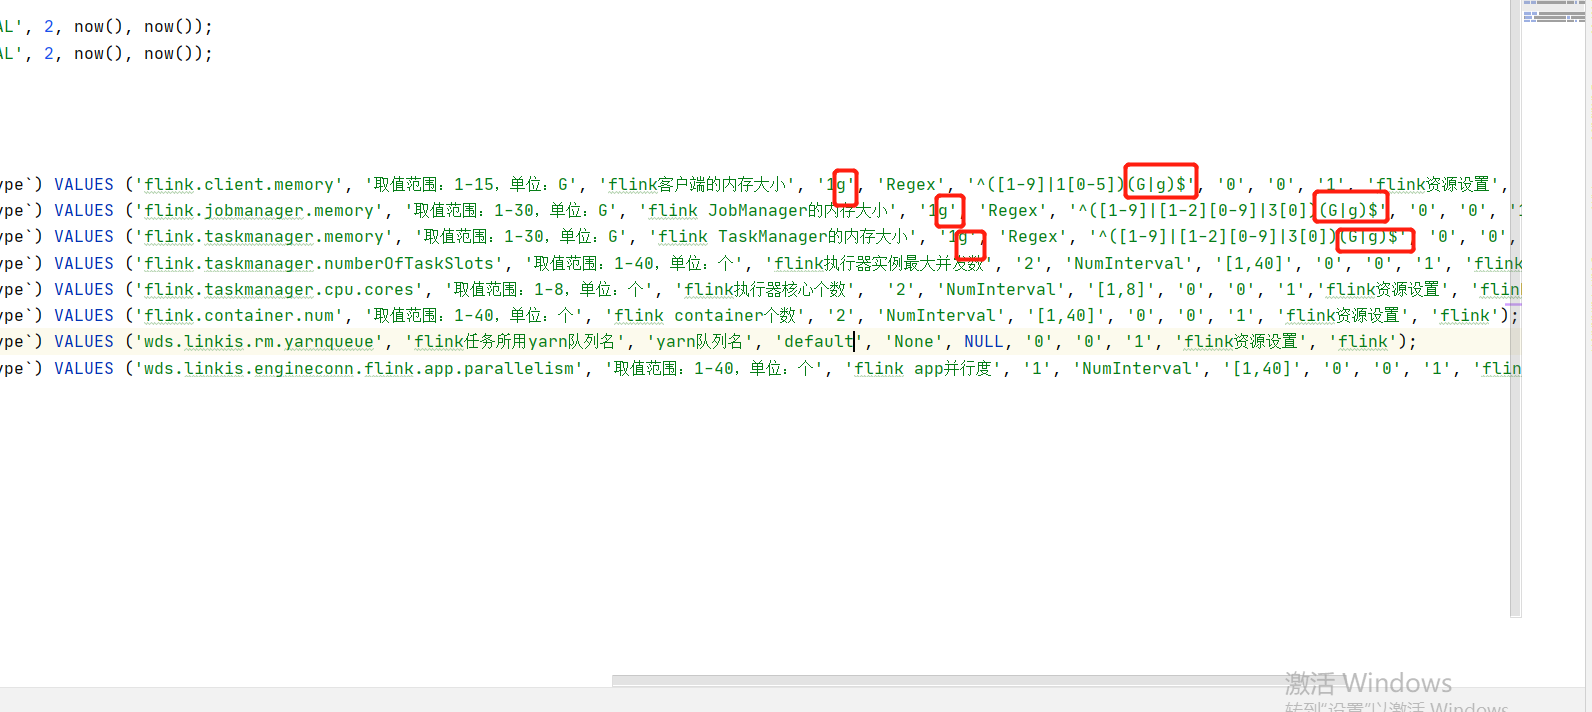 AL', 2, now(), now());
AL', 2, now(), now());
ype`) VALUES ('flink.client.memory', '取值范围：1-15，单位：G', 'flink客户端的内存大小', '1g', 'Regex', '^([1-9]|1[0-5])(G|g)$', '0', '0', '1', 'flink资源设置',
ype`) VALUES ('flink.jobmanager.memory', '取值范围：1-30，单位：G', 'flink JobManager的内存大小', '1g', 'Regex', '^([1-9]|[1-2][0-9]|3[0])(G|g)$', '0', '0', '1
ype`) VALUES ('flink.taskmanager.memory', '取值范围：1-30，单位：G', 'flink TaskManager的内存大小', '1g', 'Regex', '^([1-9]|[1-2][0-9]|3[0])(G|g)$', '0', '0',
ype`) VALUES ('flink.taskmanager.numberOfTaskSlots', '取值范围：1-40，单位：个', 'flink执行器实例最大并发数', '2', 'NumInterval', '[1,40]', '0', '0', '1', 'flink
ype`) VALUES ('flink.taskmanager.cpu.cores', '取值范围：1-8，单位：个', 'flink执行器核心个数', '2', 'NumInterval', '[1,8]', '0', '0', '1','flink资源设置', 'flink
ype`) VALUES ('flink.container.num', '取值范围：1-40，单位：个', 'flink container个数', '2', 'NumInterval', '[1,40]', '0', '0', '1', 'flink资源设置', 'flink');
ype`) VALUES ('wds.linkis.rm.yarnqueue', 'flink任务所用yarn队列名', 'yarn队列名', 'default', 'None', NULL, '0', '0', '1', 'flink资源设置', 'flink');
ype`) VALUES ('wds.linkis.engineconn.flink.app.parallelism', '取值范围：1-40，单位：个', 'flink app并行度', '1', 'NumInterval', '[1,40]', '0', '0', '1', 'flin
激活 Windows
转到"设置"以激活 Windows